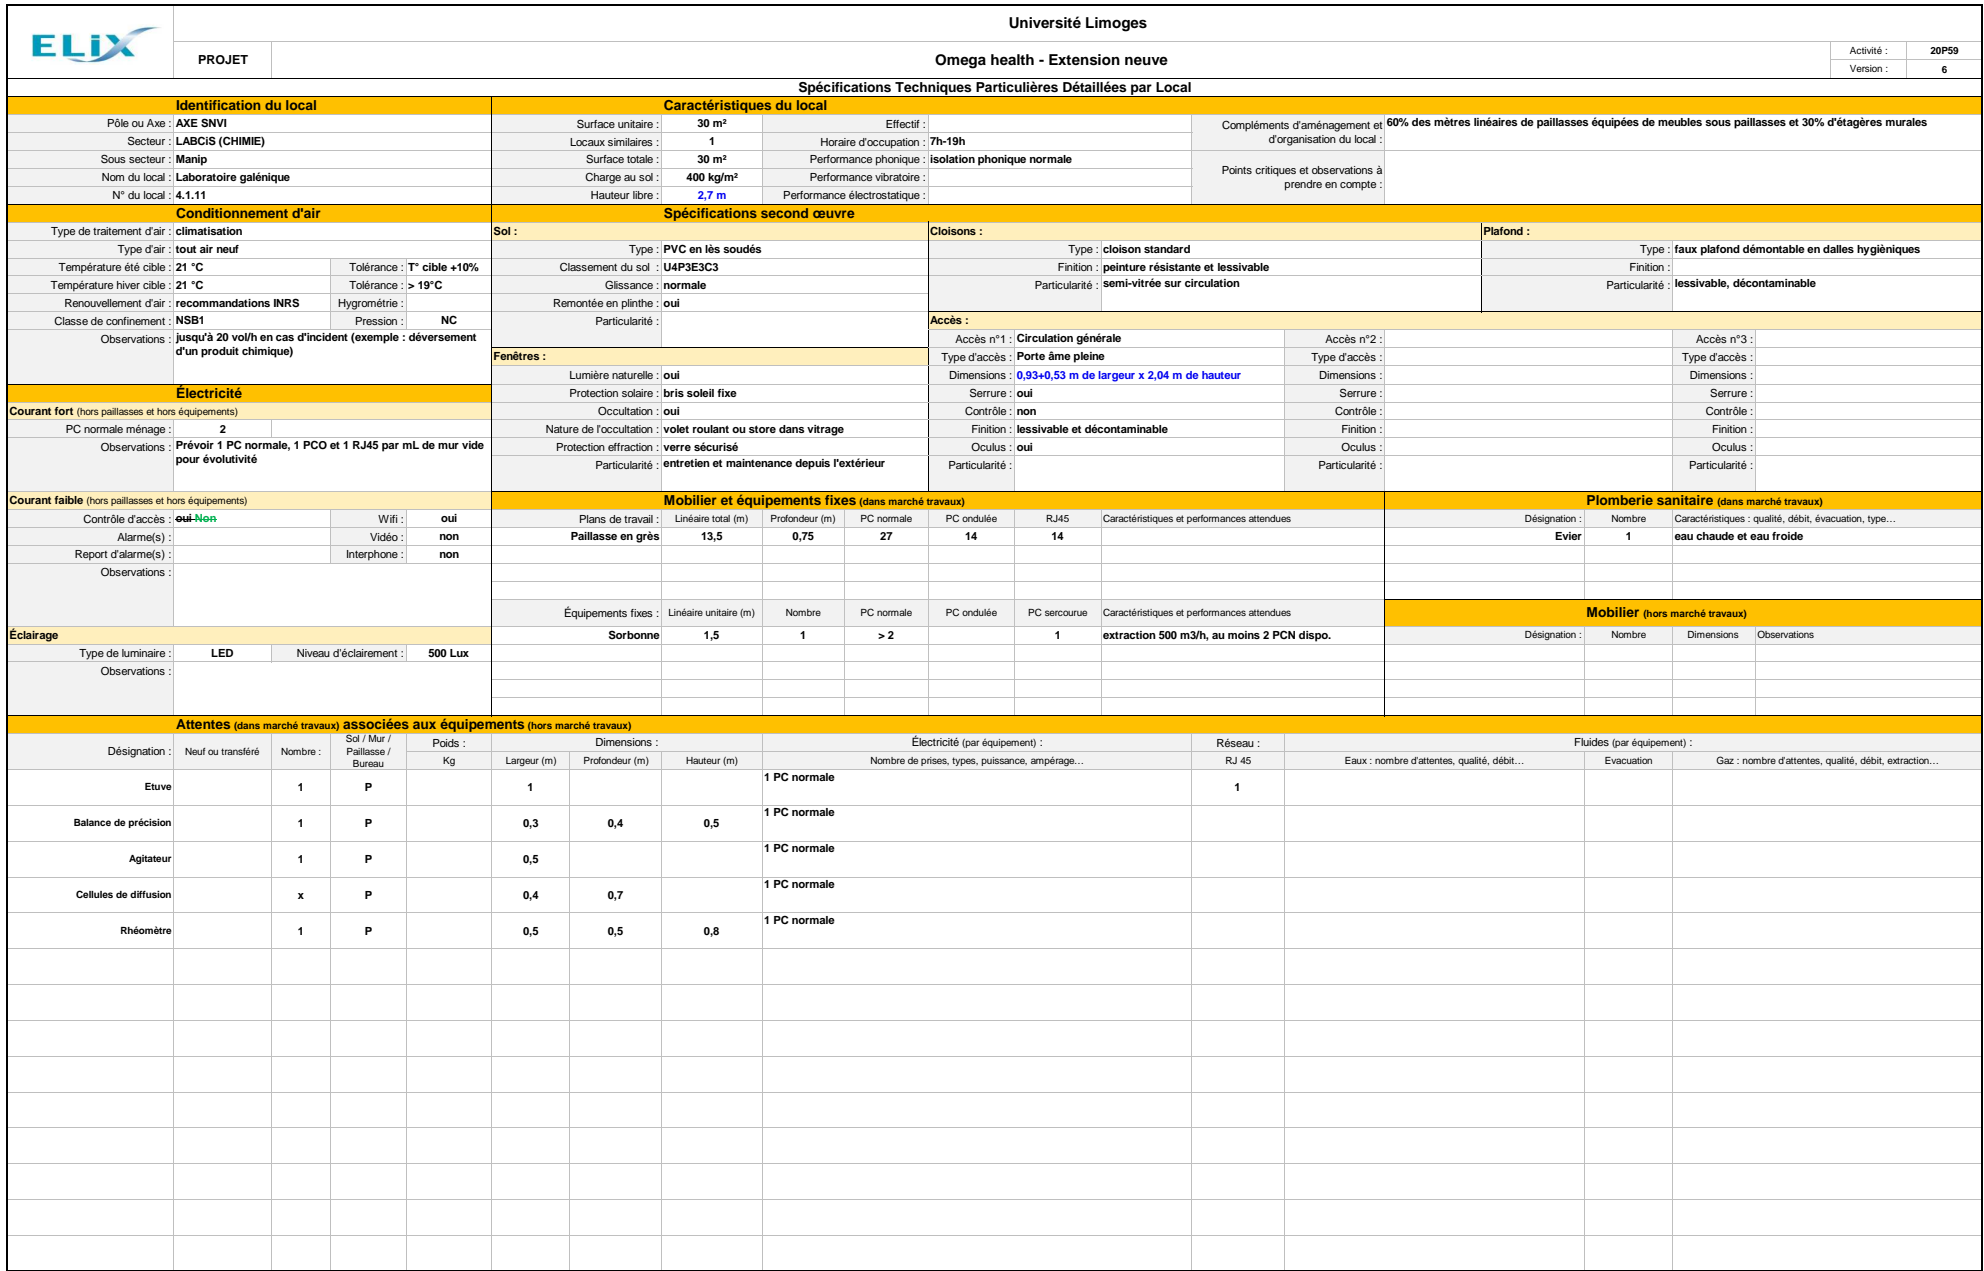 ELiX
Université Limoges
PROJET
Omega health - Extension neuve
Activité : 20P59
Version : 6
Spécifications Techniques Particulières Détaillées par Local
Identification du local
Pôle ou Axe : AXE SNVI
Secteur : LABCiS (CHIMIE)
Sous secteur : Manip
Nom du local : Laboratoire galénique
N° du local : 4.1.11
Caractéristiques du local
Surface unitaire : 30 m² Effectif :
Locaux similaires : 1 Horaire d'occupation : 7h-19h
Surface totale : 30 m² Performance phonique : isolation phonique normale
Charge au sol : 400 kg/m² Performance vibratoire :
Hauteur libre : 2,7 m Performance électrostatique :
Compléments d'aménagement et d'organisation du local : 60% des mètres linéaires de paillasses équipées de meubles sous paillasses et 30% d'étagères murales
Points critiques et observations à prendre en compte :
Conditionnement d'air
Type de traitement d'air : climatisation
Type d'air : tout air neuf
Température été cible : 21 °C Tolérance : T° cible +10%
Température hiver cible : 21 °C Tolérance : > 19°C
Renouvellement d'air : recommandations INRS Hygrométrie :
Classe de confinement : NSB1 Pression : NC
Observations : jusqu'à 20 vol/h en cas d'incident (exemple : déversement
d'un produit chimique)
Spécifications second œuvre
Sol :
Type : PVC en lès soudés
Classement du sol : U4P3E3C3
Glissance : normale
Remontée en plinthe : oui
Particularité :
Cloisons :
Type : cloison standard
Finition : peinture résistante et lessivable
Particularité : semi-vitrée sur circulation
Plafond :
Type : faux plafond démontable en dalles hygièniques
Finition :
Particularité : lessivable, décontaminable
Fenêtres :
Lumière naturelle : oui
Protection solaire : bris soleil fixe
Occultation : oui
Nature de l'occultation : volet roulant ou store dans vitrage
Protection effraction : verre sécurisé
Particularité : entretien et maintenance depuis l'extérieur
Accès :
Accès n°1 : Circulation générale Accès n°2 : Accès n°3 :
Type d'accès : Porte âme pleine Type d'accès : Type d'accès :
Dimensions : 0,93+0,53 m de largeur x 2,04 m de hauteur Dimensions : Dimensions :
Serrure : oui Serrure : Serrure :
Contrôle : non Contrôle : Contrôle :
Finition : lessivable et décontaminable Finition : Finition :
Oculus : oui Oculus : Oculus :
Particularité : Particularité : Particularité :
Électricité
Courant fort (hors paillasses et hors équipements)
PC normale ménage : 2
Observations : Prévoir 1 PC normale, 1 PCO et 1 RJ45 par mL de mur vide
pour évolutivité
Courant faible (hors paillasses et hors équipements)
Contrôle d'accès : oui Non Wifi : oui
Alarme(s) : Vidéo : non
Report d'alarme(s) : Interphone : non
Observations :
Éclairage
Type de luminaire : LED Niveau d'éclairement : 500 Lux
Observations :
Mobilier et équipements fixes (dans marché travaux)
Plans de travail : Linéaire total (m) Profondeur (m) PC normale PC ondulée RJ45 Caractéristiques et performances attendues
Paillasse en grès 13,5 0,75 27 14 14
Équipements fixes : Linéaire unitaire (m) Nombre PC normale PC ondulée PC sercourue Caractéristiques et performances attendues
Sorbonne 1,5 1 > 2 1 extraction 500 m3/h, au moins 2 PCN dispo.
Plomberie sanitaire (dans marché travaux)
Désignation : Nombre Caractéristiques : qualité, débit, évacuation, type…
Evier 1 eau chaude et eau froide
Mobilier (hors marché travaux)
Désignation : Nombre Dimensions Observations
Attentes (dans marché travaux) associées aux équipements (hors marché travaux)
Désignation : Neuf ou transféré Nombre : Sol / Mur / Paillasse / Bureau Poids : Dimensions : Électricité (par équipement) : Réseau : Fluides (par équipement) :
Kg Largeur (m) Profondeur (m) Hauteur (m) Nombre de prises, types, puissance, ampérage… RJ 45 Eaux : nombre d'attentes, qualité, débit… Evacuation Gaz : nombre d'attentes, qualité, débit, extraction…
Etuve 1 P 1 1 PC normale 1
Balance de précision 1 P 0,3 0,4 0,5 1 PC normale
Agitateur 1 P 0,5 1 PC normale
Cellules de diffusion x P 0,4 0,7 1 PC normale
Rhéomètre 1 P 0,5 0,5 0,8 1 PC normale